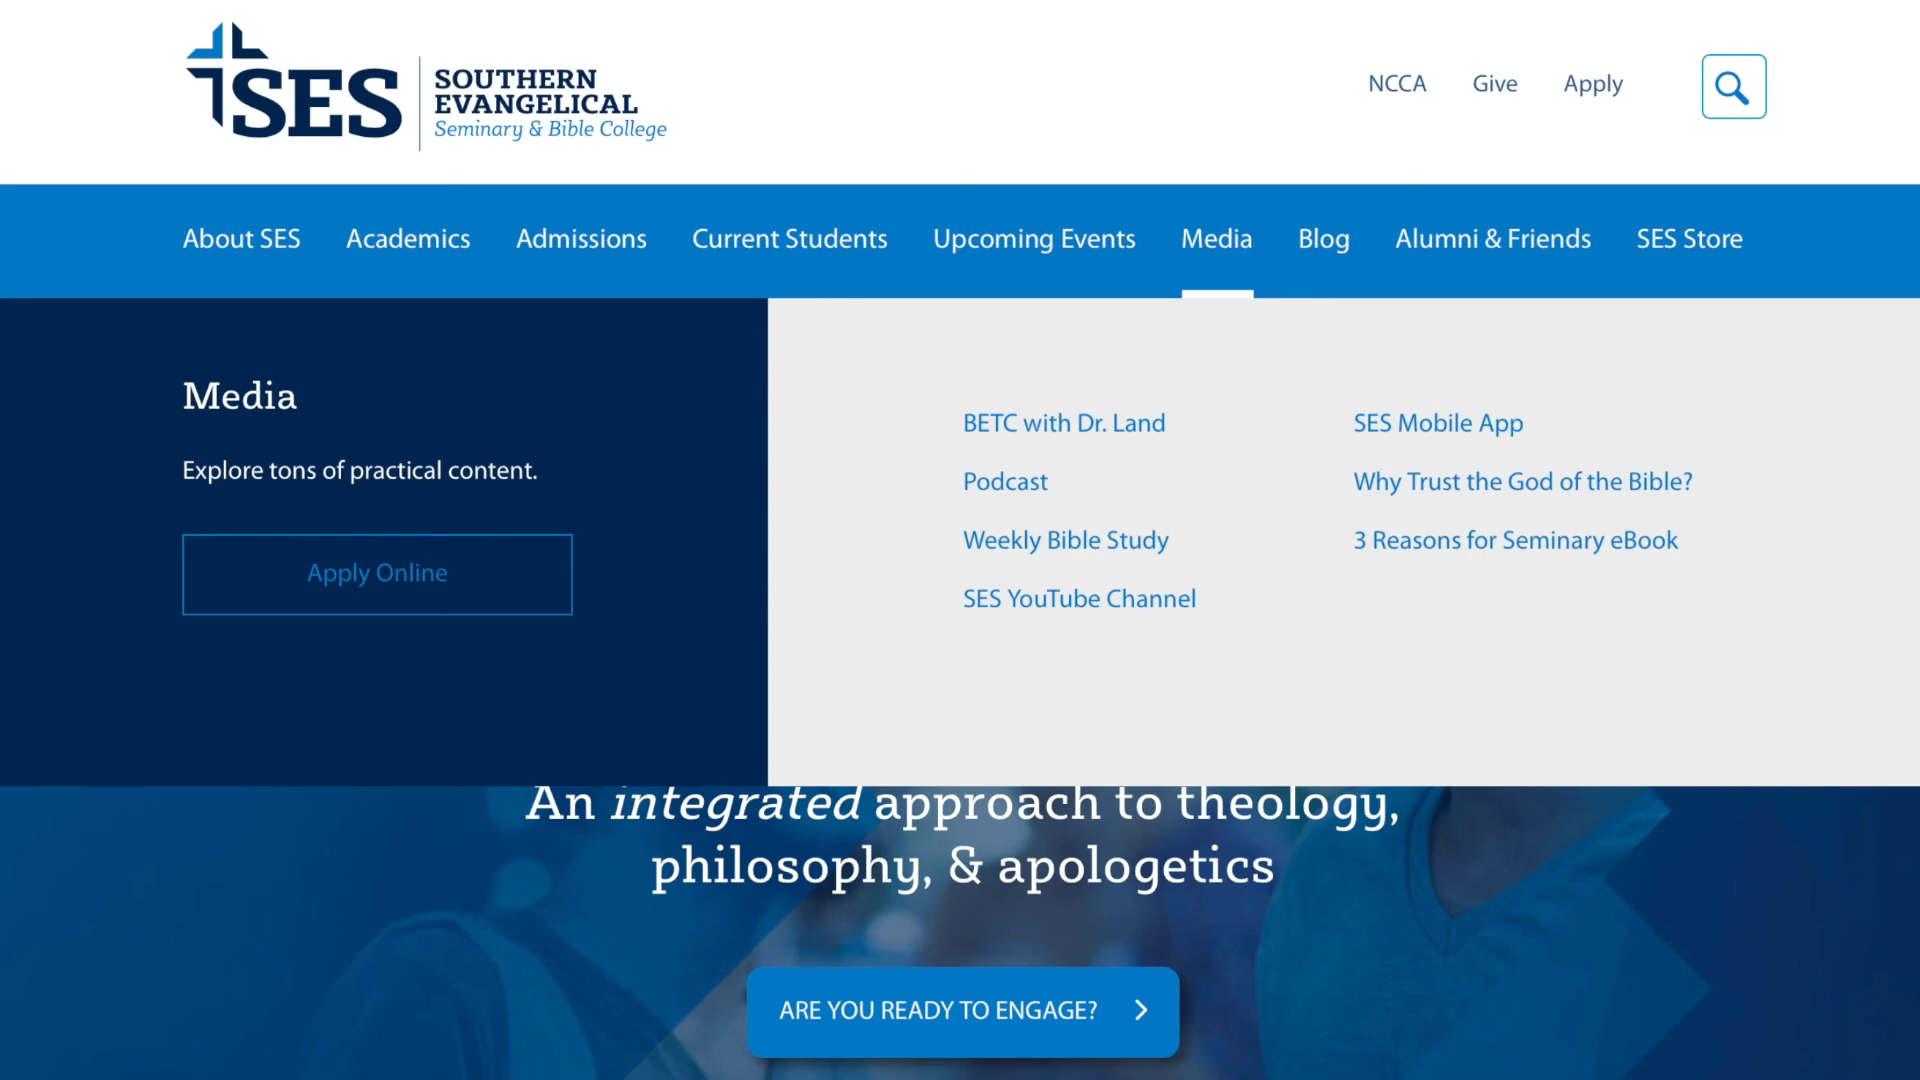 SES
SOUTHERN
EVANGELICAL
Seminary & Bible College
NCCA Give Apply
About SES Academics Admissions Current Students Upcoming Events Media Blog Alumni & Friends SES Store
Media
Explore tons of practical content.
Apply Online
BETC with Dr. Land
Podcast
Weekly Bible Study
SES YouTube Channel
SES Mobile App
Why Trust the God of the Bible?
3 Reasons for Seminary eBook
An integrated approach to theology,
philosophy, & apologetics
ARE YOU READY TO ENGAGE?